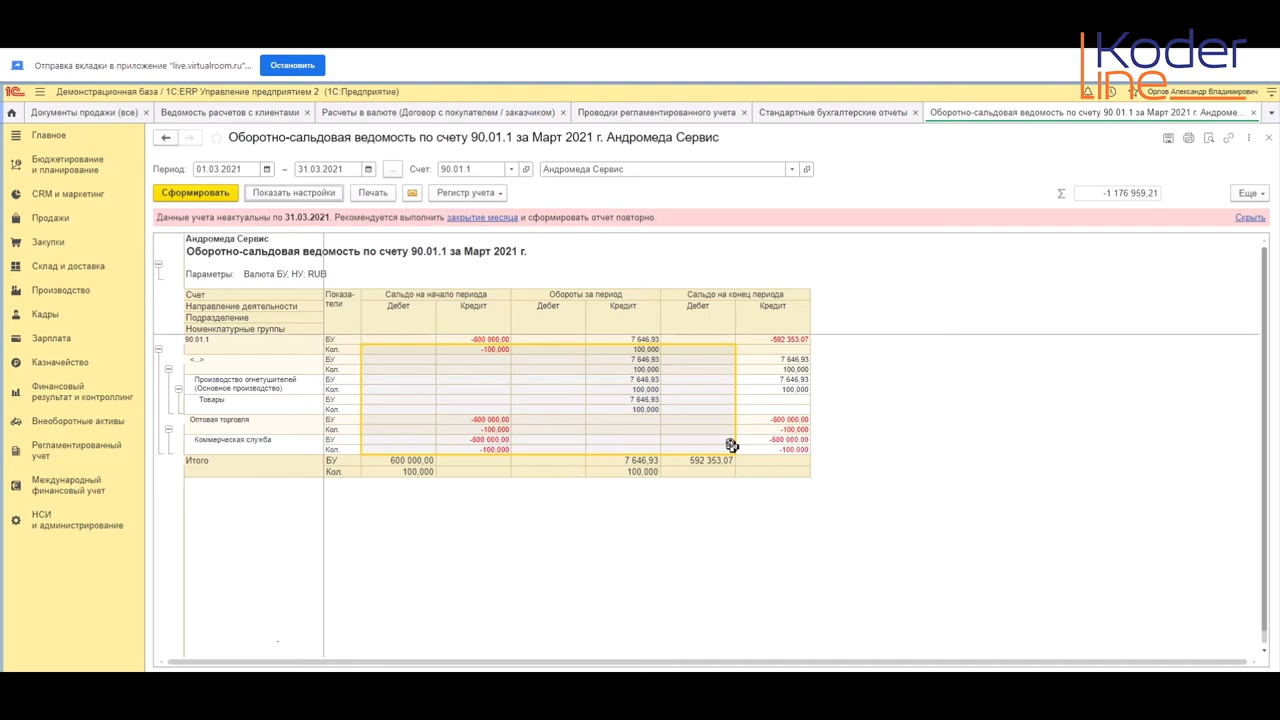 Koder
Line
Отправка вкладки в приложение "live.virtualroom.ru"...
Остановить
1С
Демонстрационная база / 1С:ERP Управление предприятием 2 (1С:Предприятие)
Орлов Александр Владимирович
Документы продажи (все) ×
Ведомость расчетов с клиентами ×
Расчеты в валюте (Договор с покупателем / заказчиком) ×
Проводки регламентированного учета ×
Стандартные бухгалтерские отчеты ×
Оборотно-сальдовая ведомость по счету 90.01.1 за Март 2021 г. Андроме... ×
Главное
Бюджетирование
и планирование
CRM и маркетинг
Продажи
Закупки
Склад и доставка
Производство
Кадры
Зарплата
Казначейство
Финансовый
результат и контроллинг
Внеоборотные активы
Регламентированный
учет
Международный
финансовый учет
НСИ
и администрирование
Оборотно-сальдовая ведомость по счету 90.01.1 за Март 2021 г. Андромеда Сервис
Период: 01.03.2021 – 31.03.2021 ... Счет: 90.01.1 Андромеда Сервис
Сформировать Показать настройки Печать Регистр учета Σ -1 176 959,21 Еще
Данные учета неактуальны по 31.03.2021. Рекомендуется выполнить закрытие месяца и сформировать отчет повторно. Скрыть
Андромеда Сервис
Оборотно-сальдовая ведомость по счету 90.01.1 за Март 2021 г.
Параметры: Валюта БУ, НУ: RUB
Счет Показа- Сальдо на начало периода Обороты за период Сальдо на конец периода
Направление деятельности тели Дебет Кредит Дебет Кредит Дебет Кредит
Подразделение
Номенклатурные группы
90.01.1 БУ -600 000,00 7 646,93 -592 353,07
Кол. -100,000 100,000
<...> БУ 7 646,93 7 646,93
Кол. 100,000 100,000
Производство огнетушителей БУ 7 646,93 7 646,93
(Основное производство) Кол. 100,000 100,000
Товары БУ 7 646,93
Кол. 100,000
Оптовая торговля БУ -600 000,00 -600 000,00
Кол. -100,000 -100,000
Коммерческая служба БУ -600 000,00 -600 000,00
Кол. -100,000 -100,000
Итого БУ 600 000,00 7 646,93 592 353,07
Кол. 100,000 100,000